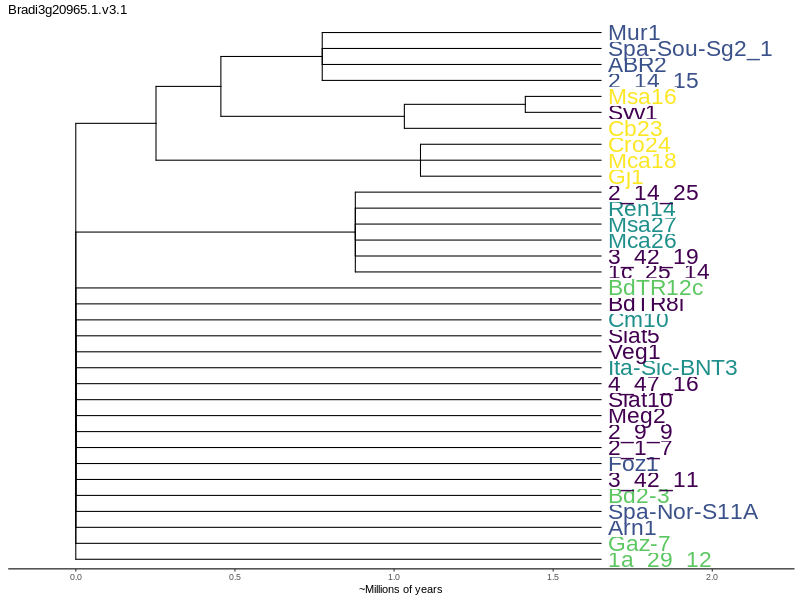 Bradi3g20965.1.v3.1
Mur1
Spa-Sou-Sg2_1
ABR2
2_14_15
Msa16
Svv1
Cb23
Cro24
Mca18
Gj1
2_14_25
Ren14
Msa27
Mca26
3_42_19
1c_25_14
BdTR12c
BdTR8i
Cm10
Slat5
Veg1
Ita-Sic-BNT3
4_47_16
Slat10
Meg2
2_9_9
2_1_7
Foz1
3_42_11
Bd2-3
Spa-Nor-S11A
Arn1
Gaz-7
1a_29_12
0.0 0.5 1.0 1.5 2.0
~Millions of years